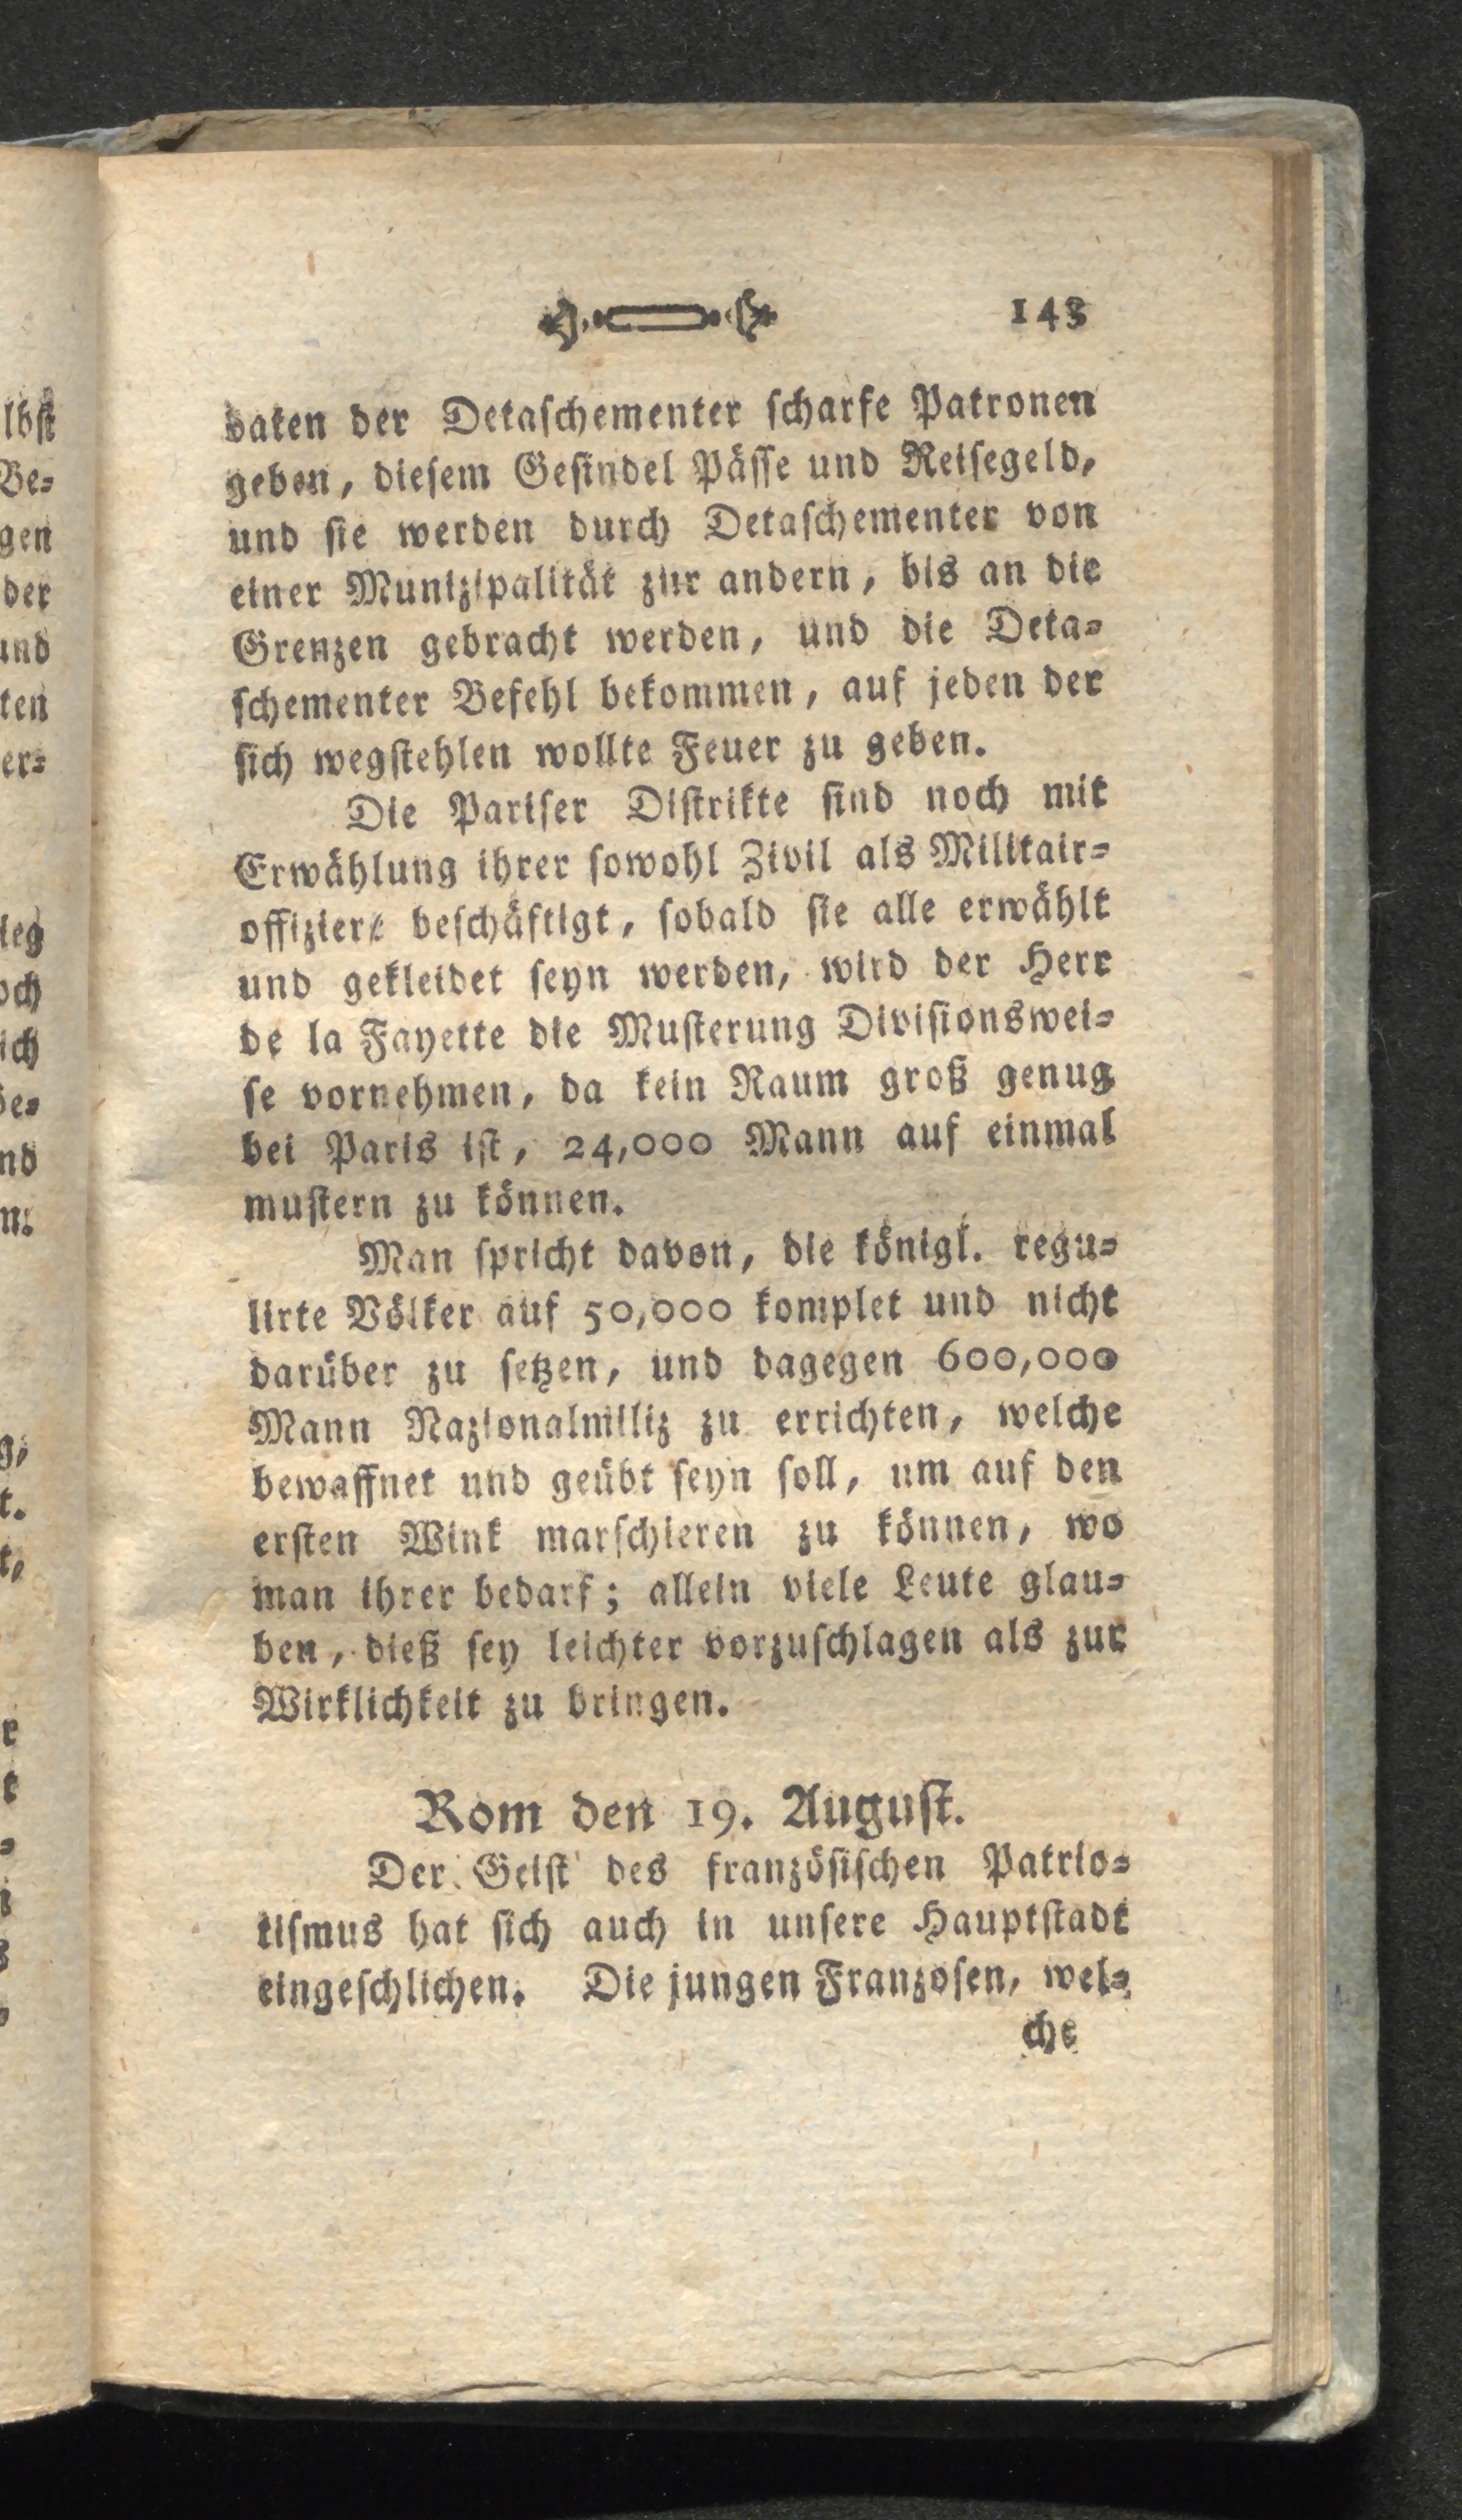 143
daten der Detaſchementer ſcharfe Patronen
geben, dieſem Geſindel Päſſe und Reiſegeld,
und ſie werden durch Detaſchementer von
einer Munizipalität zur andern, bis an die
Grenzen gebracht werden, und die Deta⸗
ſchementer Befehl bekommen, auf jeden der
ſich wegſtehlen wollte Feuer zu geben.
Die Pariſer Diſtrikte ſind noch mit
Erwählung ihrer ſowohl Zivil als Militair⸗
offiziere beſchäftigt, ſobald ſie alle erwählt
und gekleidet ſeyn werden, wird der Herr
de la Fayette die Muſterung Diviſionswei⸗
ſe vornehmen, da kein Raum groß genug
bei Paris iſt, 24,000 Mann auf einmal
muſtern zu können.
Man ſpricht davon, die königl. regu⸗
lirte Völker auf 50,000 komplet und nicht
darüber zu ſetzen, und dagegen 600,000
Mann Nazionalmiliz zu errichten, welche
bewaffnet und geübt ſeyn ſoll, um auf den
erſten Wink marſchieren zu können, wo
man ihrer bedarf; allein viele Leute glau⸗
ben, dieß ſey leichter vorzuſchlagen als zur
Wirklichkeit zu bringen.
Rom den 19. Auguſt.
Der Geiſt des franzöſiſchen Patrio⸗
tiſmus hat ſich auch in unſere Hauptſtadt
eingeſchlichen. Die jungen Franzoſen, wel⸗
che